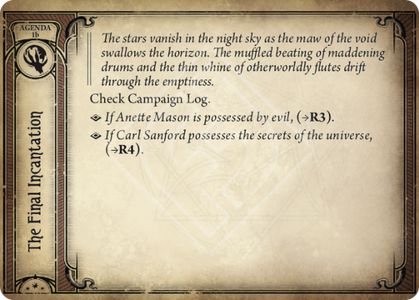 AGENDA
1b
The Final Incantation
The stars vanish in the night sky as the maw of the void
swallows the horizon. The muffled beating of maddening
drums and the thin whine of otherworldly flutes drift
through the emptiness.
Check Campaign Log.
If Anette Mason is possessed by evil, (→R3).
If Carl Sanford possesses the secrets of the universe,
(→R4).